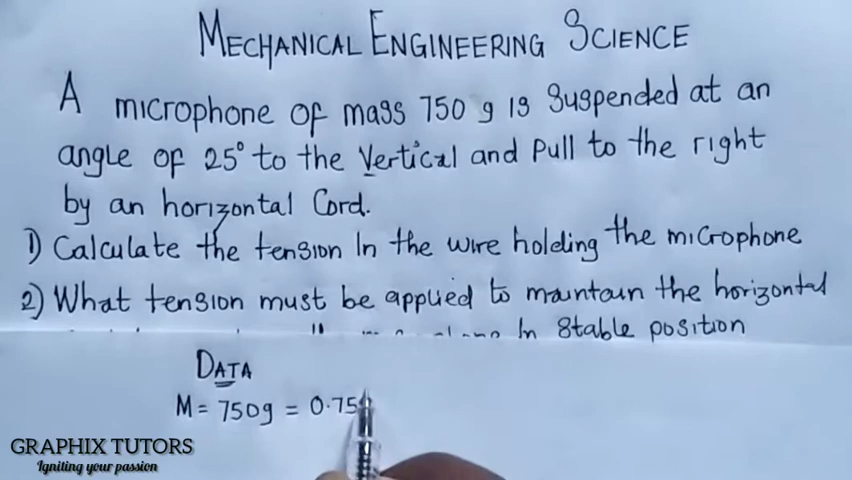 MECHANICAL ENGINEERING SCIENCE
A microphone of mass 750 g is suspended at an
angle of 25° to the vertical and pull to the right
by an horizontal cord.
1) Calculate the tension in the wire holding the microphone
2) What tension must be applied to maintain the horizontal
in stable position
DATA
M = 750g = 0.75
GRAPHIX TUTORS
Igniting your passion